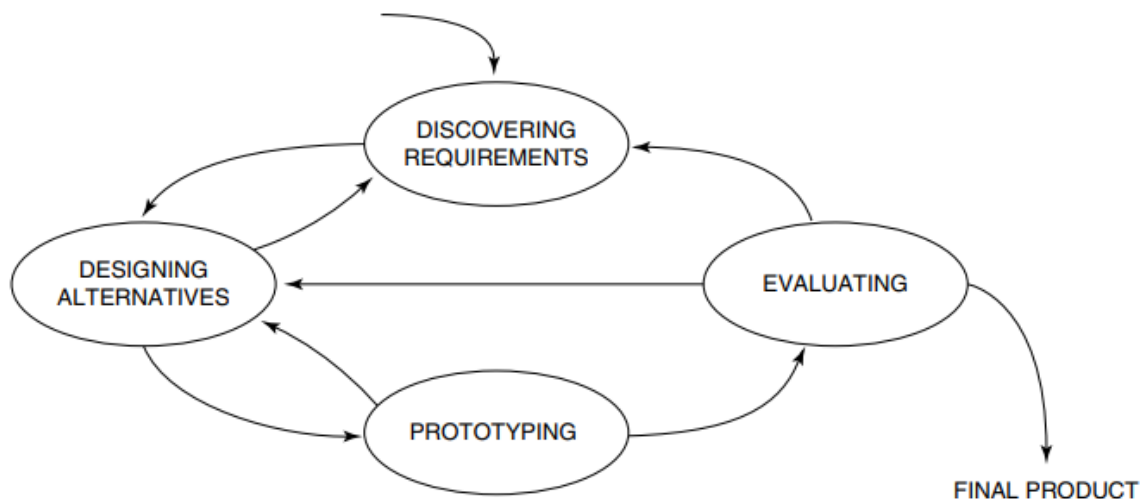 DISCOVERING
REQUIREMENTS
DESIGNING
ALTERNATIVES
EVALUATING
PROTOTYPING
FINAL PRODUCT